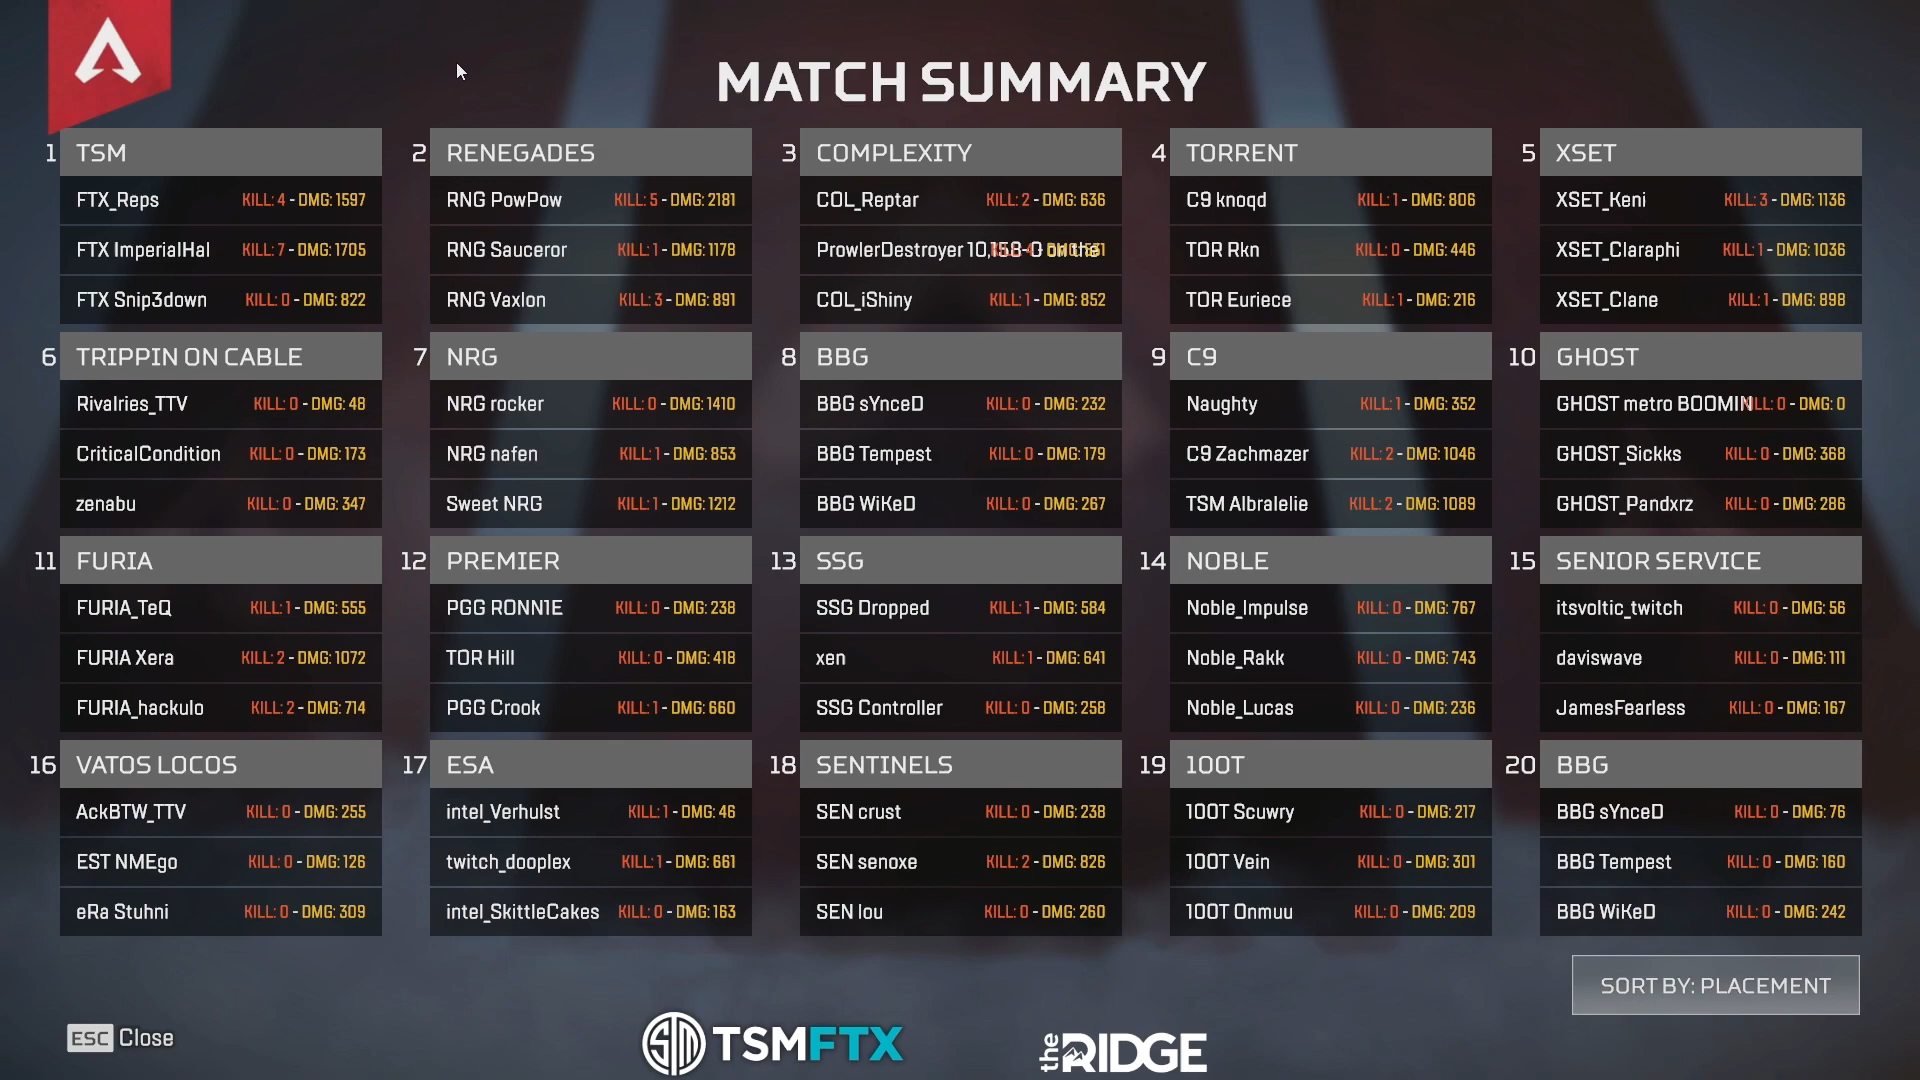 MATCH SUMMARY
1 TSM
FTX_Reps KILL: 4 - DMG: 1597
FTX ImperialHal KILL: 7 - DMG: 1705
FTX Snip3down KILL: 0 - DMG: 822
2 RENEGADES
RNG PowPow KILL: 5 - DMG: 2181
RNG Sauceror KILL: 1 - DMG: 1178
RNG Vaxlon KILL: 3 - DMG: 891
3 COMPLEXITY
COL_Reptar KILL: 2 - DMG: 636
ProwlerDestroyer 10,158-0 on the
COL_iShiny KILL: 1 - DMG: 852
4 TORRENT
C9 knoqd KILL: 1 - DMG: 806
TOR Rkn KILL: 0 - DMG: 446
TOR Euriece KILL: 1 - DMG: 216
5 XSET
XSET_Keni KILL: 3 - DMG: 1136
XSET_Claraphi KILL: 1 - DMG: 1036
XSET_Clane KILL: 1 - DMG: 898
6 TRIPPIN ON CABLE
Rivalries_TTV KILL: 0 - DMG: 48
CriticalCondition KILL: 0 - DMG: 173
zenabu KILL: 0 - DMG: 347
7 NRG
NRG rocker KILL: 0 - DMG: 1410
NRG nafen KILL: 1 - DMG: 853
Sweet NRG KILL: 1 - DMG: 1212
8 BBG
BBG sYnceD KILL: 0 - DMG: 232
BBG Tempest KILL: 0 - DMG: 179
BBG WiKeD KILL: 0 - DMG: 267
9 C9
Naughty KILL: 1 - DMG: 352
C9 Zachmazer KILL: 2 - DMG: 1046
TSM Albralelie KILL: 2 - DMG: 1089
10 GHOST
GHOST metro BOOMIN KILL: 0 - DMG: 0
GHOST_Sickks KILL: 0 - DMG: 368
GHOST_Pandxrz KILL: 0 - DMG: 286
11 FURIA
FURIA_TeQ KILL: 1 - DMG: 555
FURIA Xera KILL: 2 - DMG: 1072
FURIA_hackulo KILL: 2 - DMG: 714
12 PREMIER
PGG RONN1E KILL: 0 - DMG: 238
TOR Hill KILL: 0 - DMG: 418
PGG Crook KILL: 1 - DMG: 660
13 SSG
SSG Dropped KILL: 1 - DMG: 584
xen KILL: 1 - DMG: 641
SSG Controller KILL: 0 - DMG: 258
14 NOBLE
Noble_Impulse KILL: 0 - DMG: 767
Noble_Rakk KILL: 0 - DMG: 743
Noble_Lucas KILL: 0 - DMG: 236
15 SENIOR SERVICE
itsvoltic_twitch KILL: 0 - DMG: 56
daviswave KILL: 0 - DMG: 111
JamesFearless KILL: 0 - DMG: 167
16 VATOS LOCOS
AckBTW_TTV KILL: 0 - DMG: 255
EST NMEgo KILL: 0 - DMG: 126
eRa Stuhni KILL: 0 - DMG: 309
17 ESA
intel_Verhulst KILL: 1 - DMG: 46
twitch_dooplex KILL: 1 - DMG: 661
intel_SkittleCakes KILL: 0 - DMG: 163
18 SENTINELS
SEN crust KILL: 0 - DMG: 238
SEN senoxe KILL: 2 - DMG: 826
SEN lou KILL: 0 - DMG: 260
19 100T
100T Scuwry KILL: 0 - DMG: 217
100T Vein KILL: 0 - DMG: 301
100T Onmuu KILL: 0 - DMG: 209
20 BBG
BBG sYnceD KILL: 0 - DMG: 76
BBG Tempest KILL: 0 - DMG: 160
BBG WiKeD KILL: 0 - DMG: 242
SORT BY: PLACEMENT
ESC Close
TSM TSMFTX
the RIDGE